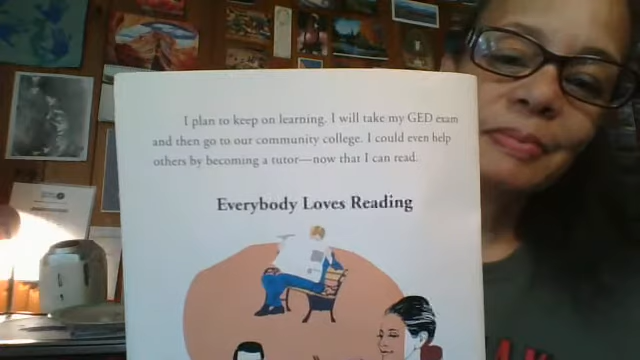 I plan to keep on learning. I will take my GED exam
and then go to our community college. I could even help
others by becoming a tutor—now that I can read.
Everybody Loves Reading